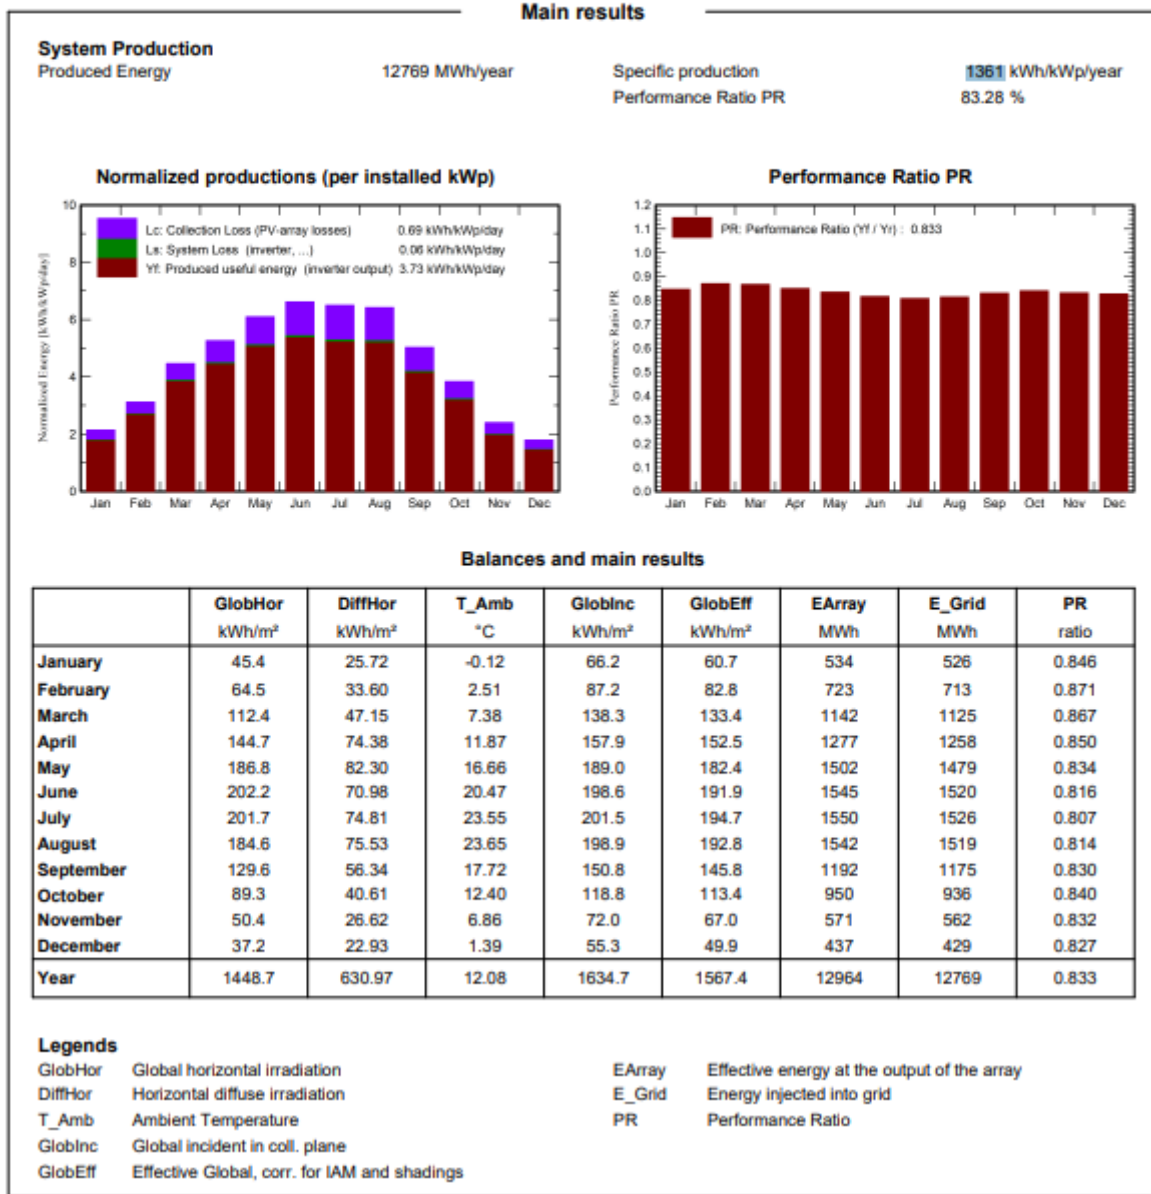 Main results
System Production
Produced Energy 12769 MWh/year Specific production 1361 kWh/kWp/year
Performance Ratio PR 83.28 %
Normalized productions (per installed kWp)
10
8
6
4
2
0
Normalized Energy [kWh/kWp/day]
Lc: Collection Loss (PV-array losses) 0.69 kWh/kWp/day
Ls: System Loss (inverter, ...) 0.06 kWh/kWp/day
Yf: Produced useful energy (inverter output) 3.73 kWh/kWp/day
Jan Feb Mar Apr May Jun Jul Aug Sep Oct Nov Dec
Performance Ratio PR
1.2
1.1
1.0
0.9
0.8
0.7
0.6
0.5
0.4
0.3
0.2
0.1
0.0
Performance Ratio PR
PR: Performance Ratio (Yf / Yr) : 0.833
Jan Feb Mar Apr May Jun Jul Aug Sep Oct Nov Dec
Balances and main results
GlobHor DiffHor T_Amb GlobInc GlobEff EArray E_Grid PR
kWh/m² kWh/m² °C kWh/m² kWh/m² MWh MWh ratio
January 45.4 25.72 -0.12 66.2 60.7 534 526 0.846
February 64.5 33.60 2.51 87.2 82.8 723 713 0.871
March 112.4 47.15 7.38 138.3 133.4 1142 1125 0.867
April 144.7 74.38 11.87 157.9 152.5 1277 1258 0.850
May 186.8 82.30 16.66 189.0 182.4 1502 1479 0.834
June 202.2 70.98 20.47 198.6 191.9 1545 1520 0.816
July 201.7 74.81 23.55 201.5 194.7 1550 1526 0.807
August 184.6 75.53 23.65 198.9 192.8 1542 1519 0.814
September 129.6 56.34 17.72 150.8 145.8 1192 1175 0.830
October 89.3 40.61 12.40 118.8 113.4 950 936 0.840
November 50.4 26.62 6.86 72.0 67.0 571 562 0.832
December 37.2 22.93 1.39 55.3 49.9 437 429 0.827
Year 1448.7 630.97 12.08 1634.7 1567.4 12964 12769 0.833
Legends
GlobHor Global horizontal irradiation EArray Effective energy at the output of the array
DiffHor Horizontal diffuse irradiation E_Grid Energy injected into grid
T_Amb Ambient Temperature PR Performance Ratio
GlobInc Global incident in coll. plane
GlobEff Effective Global, corr. for IAM and shadings